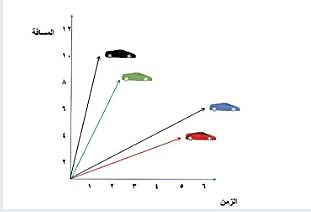 المسافة
١٢
١٠
٨
٦
٤
٢
١ ٢ ٣ ٤ ٥ ٦
الزمن